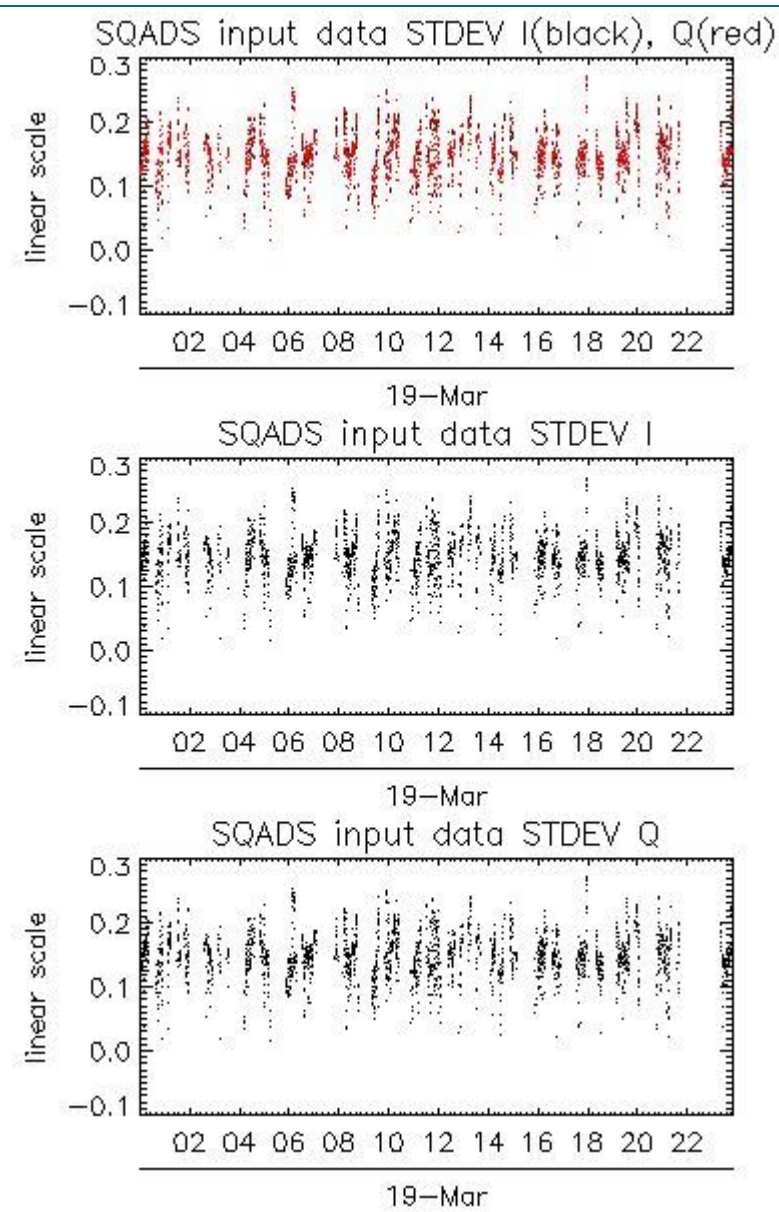 SQADS input data STDEV I(black), Q(red)
0.3
0.2
0.1
0.0
−0.1
linear scale
02 04 06 08 10 12 14 16 18 20 22
19−Mar
SQADS input data STDEV I
0.3
0.2
0.1
0.0
−0.1
linear scale
02 04 06 08 10 12 14 16 18 20 22
19−Mar
SQADS input data STDEV Q
0.3
0.2
0.1
0.0
−0.1
linear scale
02 04 06 08 10 12 14 16 18 20 22
19−Mar